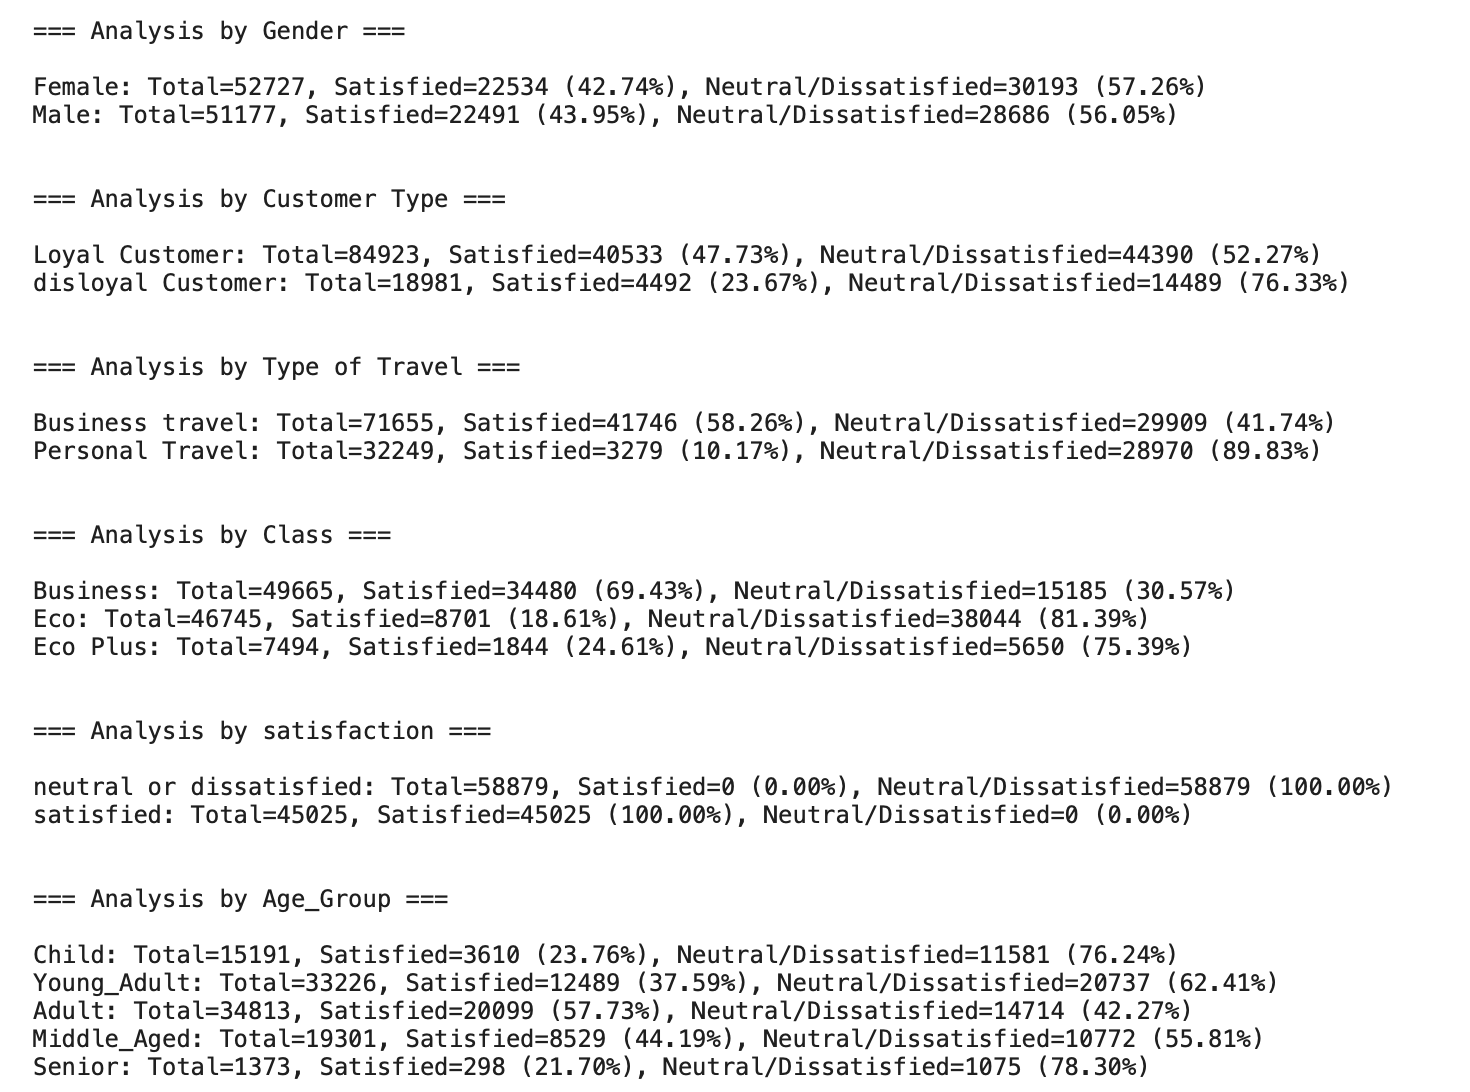 === Analysis by Gender ===
Female: Total=52727, Satisfied=22534 (42.74%), Neutral/Dissatisfied=30193 (57.26%)
Male: Total=51177, Satisfied=22491 (43.95%), Neutral/Dissatisfied=28686 (56.05%)
=== Analysis by Customer Type ===
Loyal Customer: Total=84923, Satisfied=40533 (47.73%), Neutral/Dissatisfied=44390 (52.27%)
disloyal Customer: Total=18981, Satisfied=4492 (23.67%), Neutral/Dissatisfied=14489 (76.33%)
=== Analysis by Type of Travel ===
Business travel: Total=71655, Satisfied=41746 (58.26%), Neutral/Dissatisfied=29909 (41.74%)
Personal Travel: Total=32249, Satisfied=3279 (10.17%), Neutral/Dissatisfied=28970 (89.83%)
=== Analysis by Class ===
Business: Total=49665, Satisfied=34480 (69.43%), Neutral/Dissatisfied=15185 (30.57%)
Eco: Total=46745, Satisfied=8701 (18.61%), Neutral/Dissatisfied=38044 (81.39%)
Eco Plus: Total=7494, Satisfied=1844 (24.61%), Neutral/Dissatisfied=5650 (75.39%)
=== Analysis by satisfaction ===
neutral or dissatisfied: Total=58879, Satisfied=0 (0.00%), Neutral/Dissatisfied=58879 (100.00%)
satisfied: Total=45025, Satisfied=45025 (100.00%), Neutral/Dissatisfied=0 (0.00%)
=== Analysis by Age_Group ===
Child: Total=15191, Satisfied=3610 (23.76%), Neutral/Dissatisfied=11581 (76.24%)
Young_Adult: Total=33226, Satisfied=12489 (37.59%), Neutral/Dissatisfied=20737 (62.41%)
Adult: Total=34813, Satisfied=20099 (57.73%), Neutral/Dissatisfied=14714 (42.27%)
Middle_Aged: Total=19301, Satisfied=8529 (44.19%), Neutral/Dissatisfied=10772 (55.81%)
Senior: Total=1373, Satisfied=298 (21.70%), Neutral/Dissatisfied=1075 (78.30%)